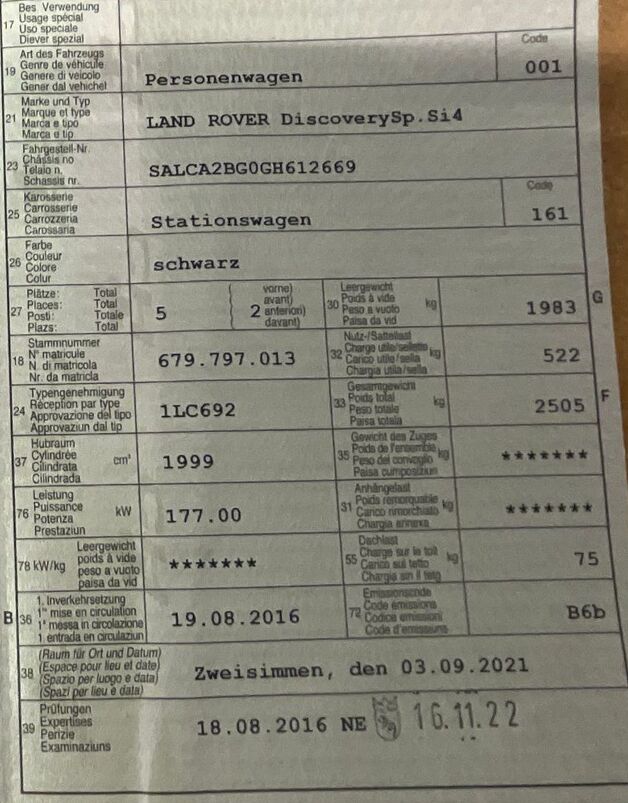 17 Bes. Verwendung
Usage spécial
Uso speciale
Diever spezial
19 Art des Fahrzeugs
Genre de véhicule
Genere di veicolo
Gener dal vehichel
Personenwagen
Code
001
21 Marke und Typ
Marque et type
Marca e tipo
Marca e tip
LAND ROVER DiscoverySp.Si4
23 Fahrgestell-Nr.
Châssis no
Telaio n.
Schassis nr.
SALCA2BG0GH612669
25 Karosserie
Carrosserie
Carrozzeria
Carossaria
Stationswagen
Code
161
26 Farbe
Couleur
Colore
Colur
schwarz
27 Plätze: Total
Places: Total
Posti: Totale
Plazs: Total
5
( vorne)
( avant)
2 anteriori)
( davant)
30 Leergewicht
Poids à vide
Peso a vuoto
Paisa da vid
kg
1983
G
18 Stammnummer
N° matricule
N. di matricola
Nr. da matricla
679.797.013
32 Nutz-/Sattellast
Charge utile/sellette
Carico utile/sella
Chargia utila/sella
kg
522
24 Typengenehmigung
Réception par type
Approvazione del tipo
Approvaziun dal tip
1LC692
33 Gesamtgewicht
Poids total
Peso totale
Paisa totala
kg
2505
F
37 Hubraum
Cylindrée
Cilindrata
Cilindrada
cm³
1999
35 Gewicht des Zuges
Poids de l'ensemble
Peso del convoglio
Paisa cumposiziun
kg
*******
76 Leistung
Puissance
Potenza
Prestaziun
kW
177.00
31 Anhängelast
Poids remorquable
Carico rimorchiato
Chargia annexa
kg
*******
78 kW/kg
Leergewicht
poids à vide
peso a vuoto
paisa da vid
*******
55 Dachlast
Charge sur le toit
Carico sul tetto
Chargia sin il tetg
kg
75
B 36 1. Inverkehrsetzung
1re mise en circulation
1a messa in circolazione
1 entrada en circulaziun
19.08.2016
72 Emissionscode
Code émissions
Codice emissioni
Code d'emissiuns
B6b
38 (Raum für Ort und Datum)
(Espace pour lieu et date)
(Spazio per luogo e data)
(Spazi per lieu e data)
Zweisimmen, den 03.09.2021
39 Prüfungen
Expertises
Perizie
Examinaziuns
18.08.2016 NE 16.11.22